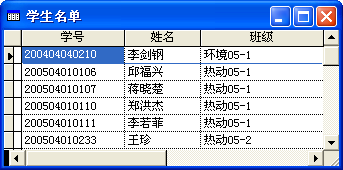 学生名单
学号 姓名 班级
200404040210 李剑钢 环境05-1
200504010106 邱福兴 热动05-1
200504010107 蒋晓楚 热动05-1
200504010110 郑洪杰 热动05-1
200504010111 李若菲 热动05-1
200504010233 王珍 热动05-2